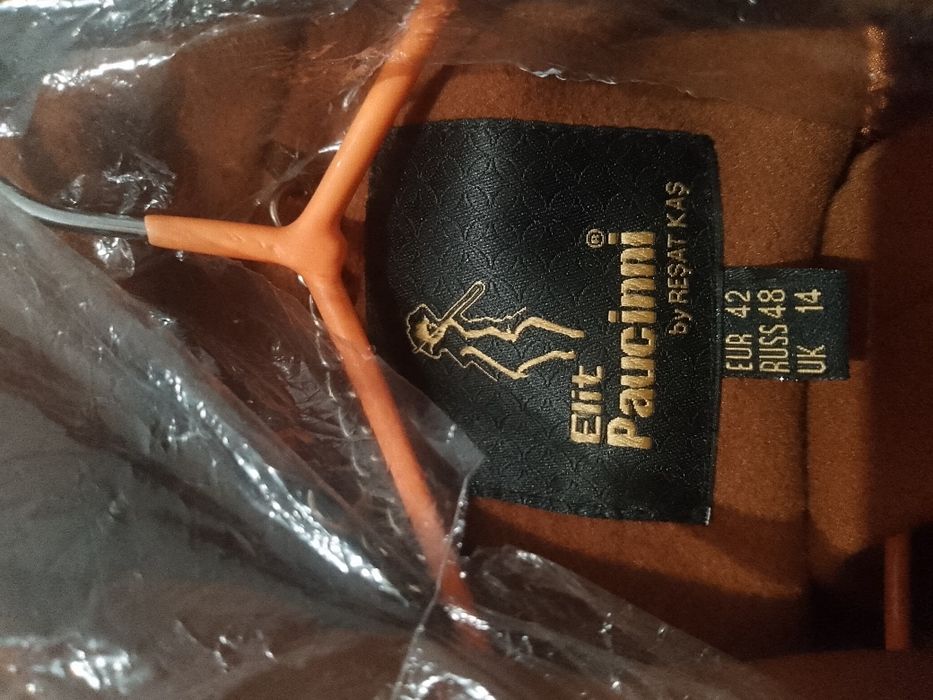 Elit
Paucinni®
by REŞAT KAŞ
EUR 42
RUSS 48
UK 14